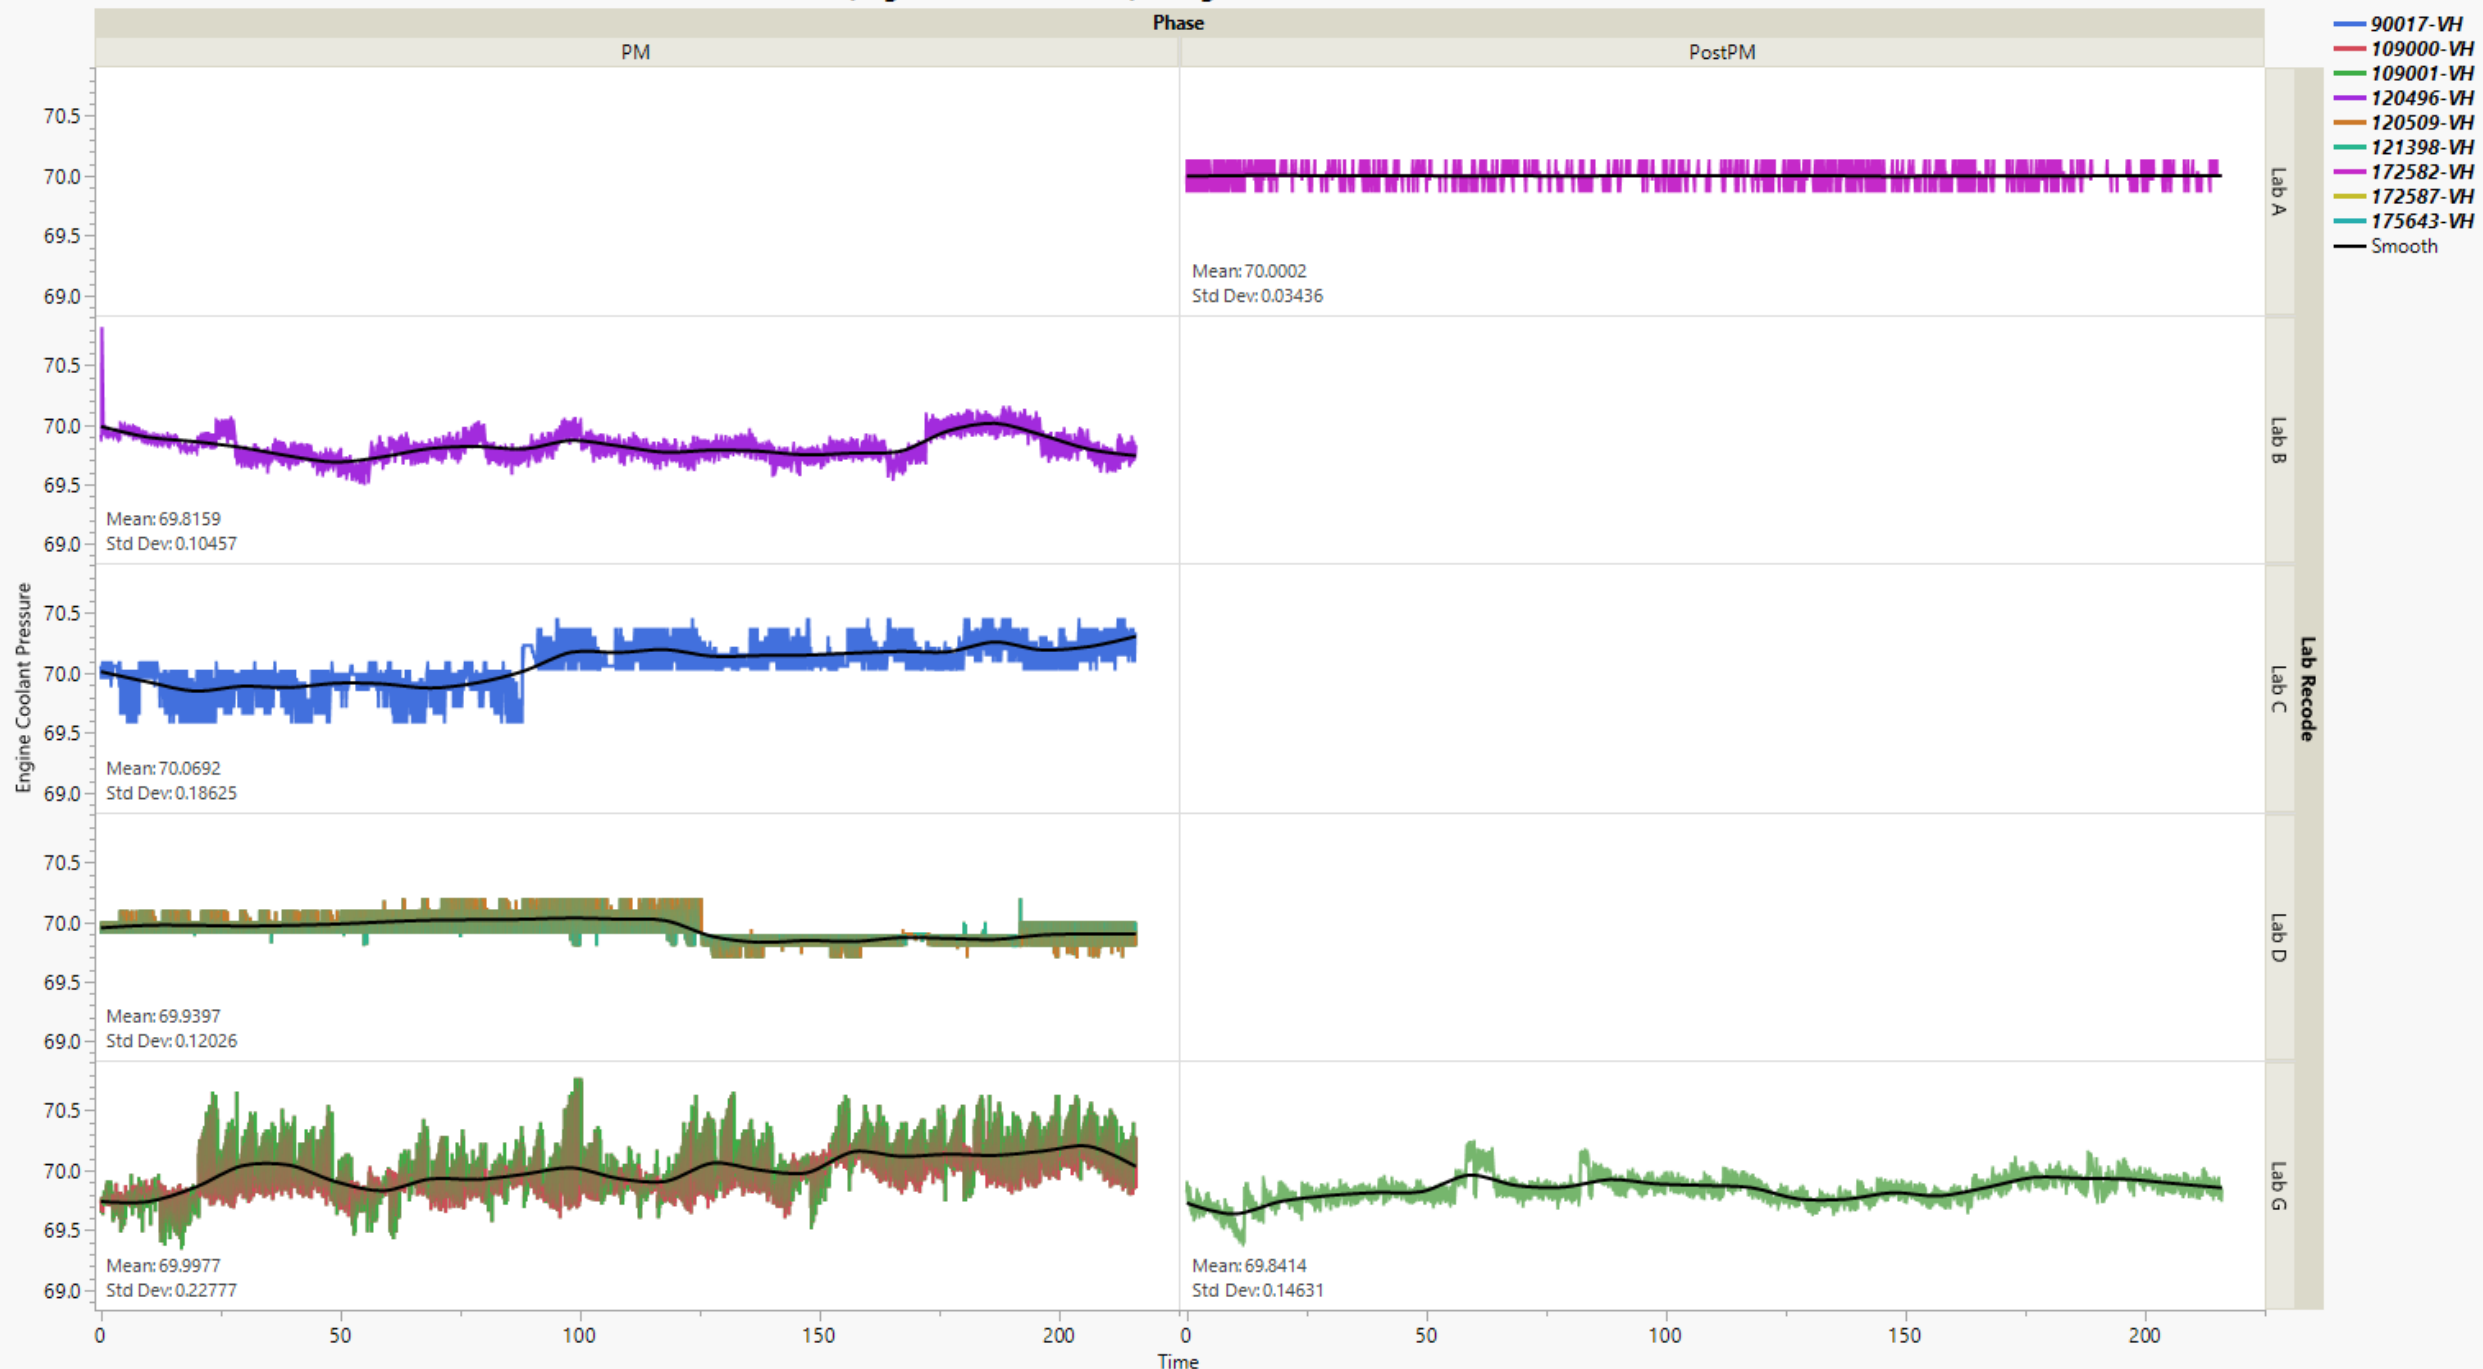 Phase
PM
PostPM
90017-VH
109000-VH
109001-VH
120496-VH
120509-VH
121398-VH
172582-VH
172587-VH
175643-VH
Smooth
Engine Coolant Pressure
70.5
70.0
69.5
69.0
Mean: 70.0002
Std Dev: 0.03436
Lab A
70.5
70.0
69.5
69.0
Mean: 69.8159
Std Dev: 0.10457
Lab B
70.5
70.0
69.5
69.0
Mean: 70.0692
Std Dev: 0.18625
Lab C
Lab Recode
70.5
70.0
69.5
69.0
Mean: 69.9397
Std Dev: 0.12026
Lab D
70.5
70.0
69.5
69.0
Mean: 69.9977
Std Dev: 0.22777
Mean: 69.8414
Std Dev: 0.14631
Lab G
0 50 100 150 200 0 50 100 150 200
Time